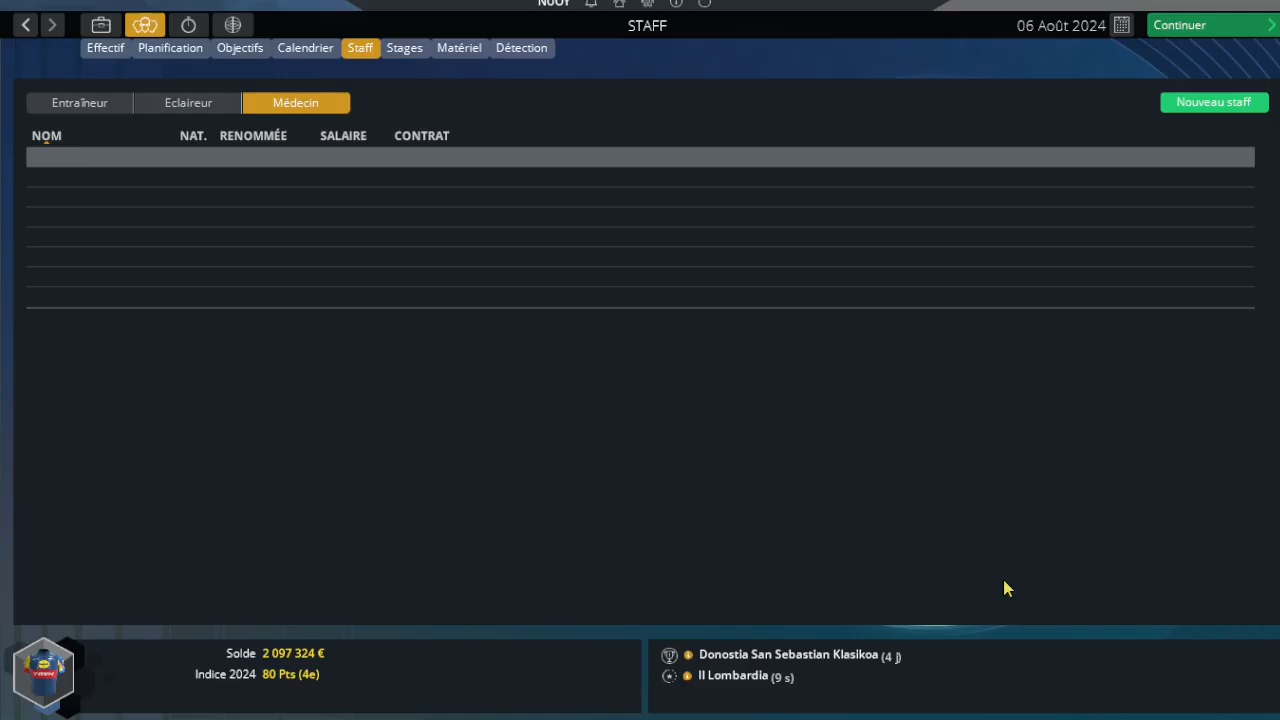 NUOY
STAFF
06 Août 2024
Continuer
Effectif
Planification
Objectifs
Calendrier
Staff
Stages
Matériel
Détection
Entraîneur
Eclaireur
Médecin
Nouveau staff
NOM
NAT.
RENOMMÉE
SALAIRE
CONTRAT
Solde 2 097 324 €
Indice 2024 80 Pts (4e)
Donostia San Sebastian Klasikoa (4 j)
Il Lombardia (9 s)